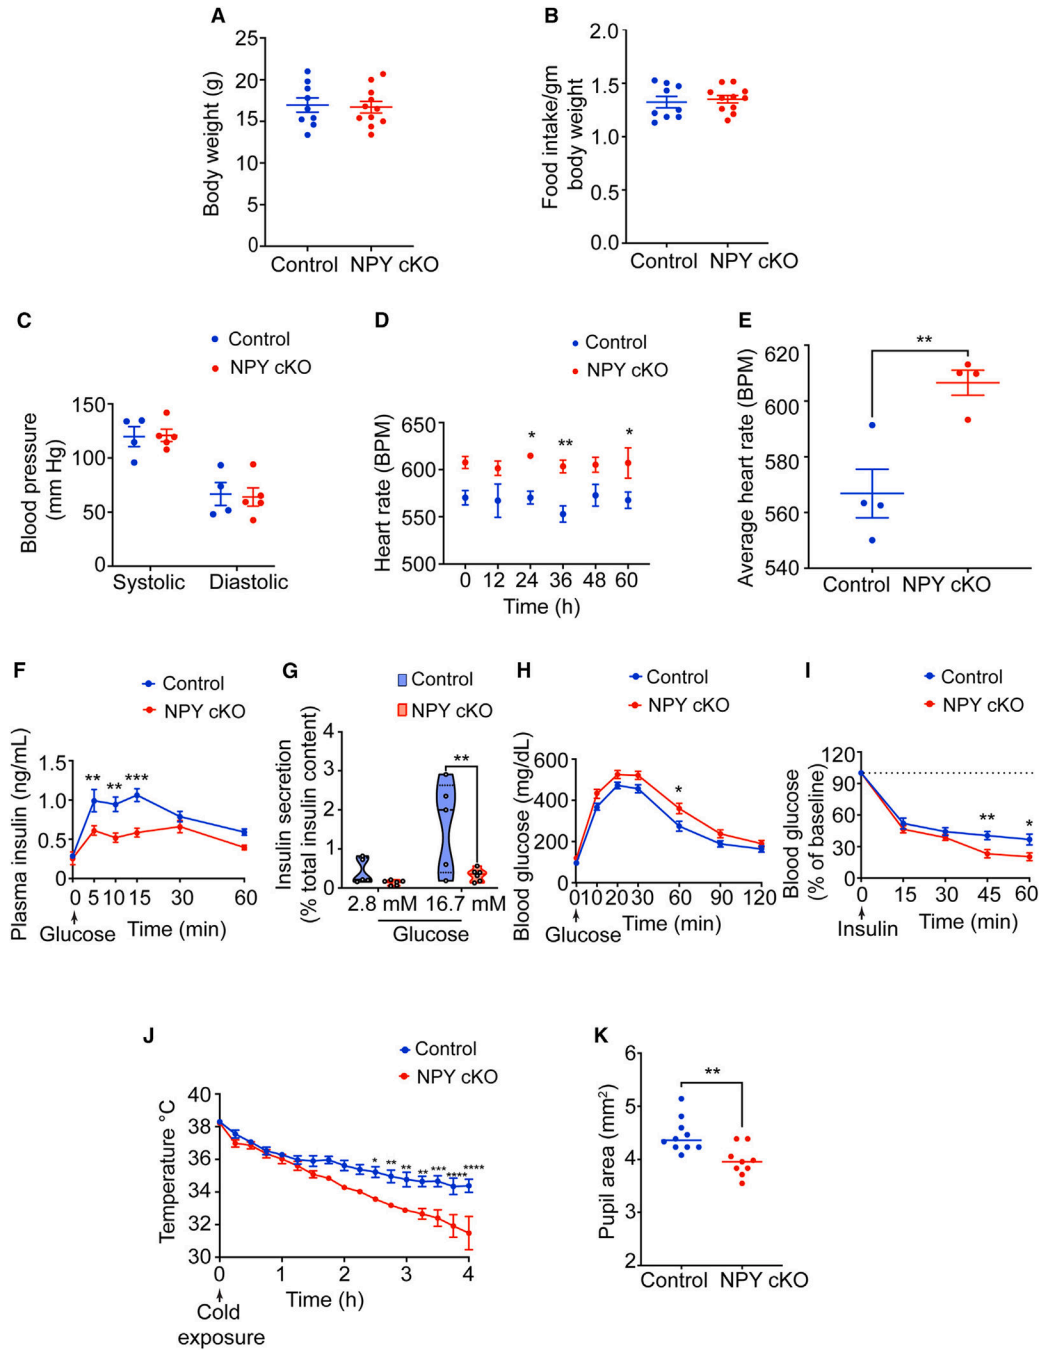 A
Body weight (g)
25
20
15
10
5
0
Control NPY cKO
B
Food intake/gm
body weight
2.0
1.5
1.0
0.5
0.0
Control NPY cKO
C
Control
NPY cKO
Blood pressure
(mm Hg)
150
100
50
0
Systolic Diastolic
D
Control
NPY cKO
Heart rate (BPM)
650
600
550
500
* ** *
0 12 24 36 48 60
Time (h)
E
Average heart rate (BPM)
620
600
580
560
540
**
Control NPY cKO
F
Control
NPY cKO
Plasma insulin (ng/mL)
1.5
1.0
0.5
0
** ** ***
0 5 10 15 30 60
Glucose Time (min)
G
Control
NPY cKO
Insulin secretion
(% total insulin content)
4
3
2
1
0
**
2.8 mM 16.7 mM
Glucose
H
Control
NPY cKO
Blood glucose (mg/dL)
600
400
200
0
*
0 10 20 30 60 90 120
Glucose Time (min)
I
Control
NPY cKO
Blood glucose
(% of baseline)
120
90
60
30
0
** *
0 15 30 45 60
Insulin Time (min)
J
Control
NPY cKO
Temperature °C
40
38
36
34
32
30
* ** ** ** *** **** ****
0 1 2 3 4
Time (h)
Cold
exposure
K
Pupil area (mm²)
6
5
4
3
2
**
Control NPY cKO